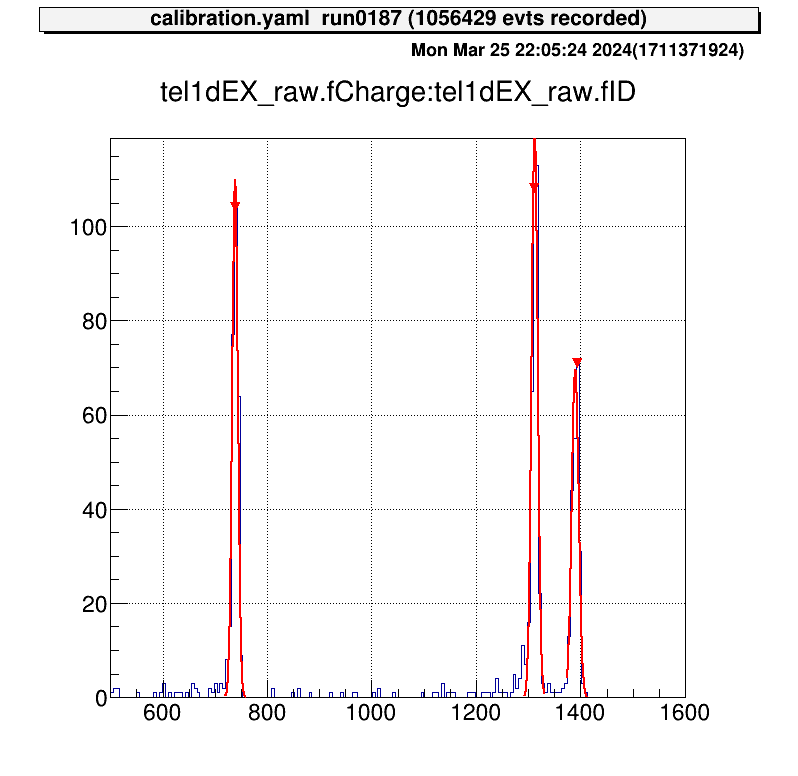 calibration.yaml run0187 (1056429 evts recorded)
Mon Mar 25 22:05:24 2024(1711371924)
tel1dEX_raw.fCharge:tel1dEX_raw.fID
100
80
60
40
20
0
600 800 1000 1200 1400 1600